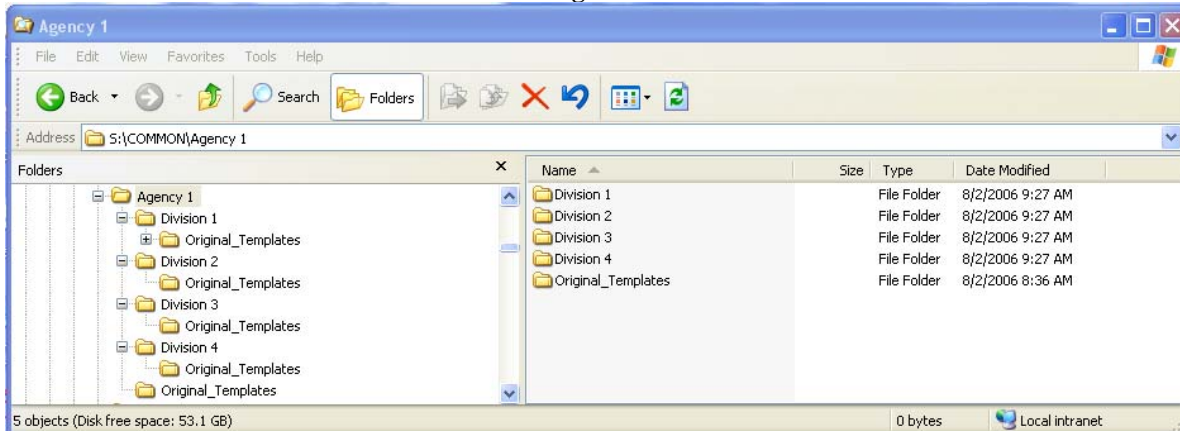 Agency 1
File Edit View Favorites Tools Help
Back Search Folders
Address S:\COMMON\Agency 1
Folders
Agency 1
Division 1
Original_Templates
Division 2
Original_Templates
Division 3
Original_Templates
Division 4
Original_Templates
Original_Templates
Name Size Type Date Modified
Division 1 File Folder 8/2/2006 9:27 AM
Division 2 File Folder 8/2/2006 9:27 AM
Division 3 File Folder 8/2/2006 9:27 AM
Division 4 File Folder 8/2/2006 9:27 AM
Original_Templates File Folder 8/2/2006 8:36 AM
5 objects (Disk free space: 53.1 GB) 0 bytes Local intranet